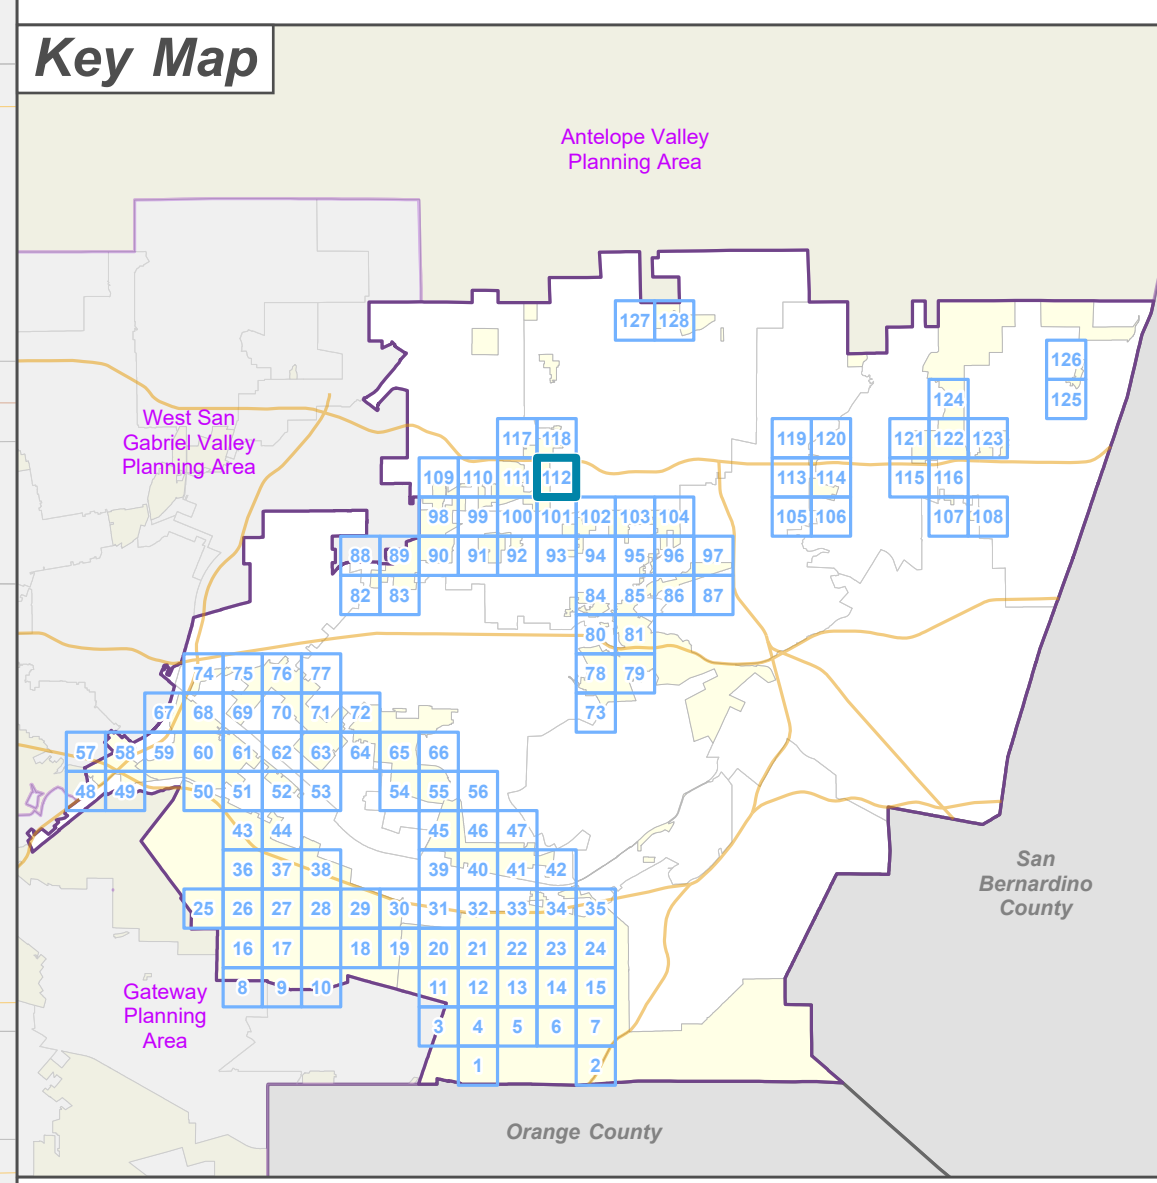 Key Map
Antelope Valley
Planning Area
127 128
126
West San
Gabriel Valley
Planning Area
124 125
117 118 119 120 121 122 123
109 110 111 112 113 114 115 116
98 99 100 101 102 103 104 105 106 107 108
88 89 90 91 92 93 94 95 96 97
82 83 84 85 86 87
80 81
74 75 76 77 78 79
67 68 69 70 71 72 73
57 58 59 60 61 62 63 64 65 66
48 49 50 51 52 53 54 55 56
43 44 45 46 47
36 37 38 39 40 41 42
San
Bernardino
County
25 26 27 28 29 30 31 32 33 34 35
16 17 18 19 20 21 22 23 24
Gateway
Planning
Area
8 9 10 11 12 13 14 15
3 4 5 6 7
1 2
Orange County